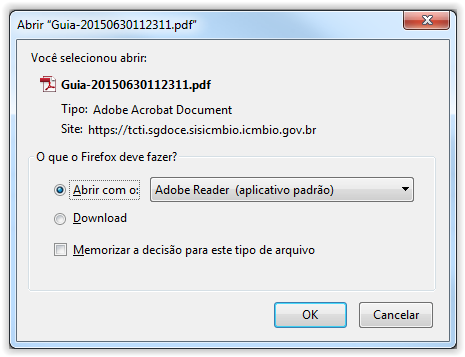 Abrir "Guia-20150630112311.pdf"
Você selecionou abrir:
Guia-20150630112311.pdf
Tipo: Adobe Acrobat Document
Site: https://tcti.sgdoce.sisicmbio.icmbio.gov.br
O que o Firefox deve fazer?
Abrir com o: Adobe Reader (aplicativo padrão)
Download
Memorizar a decisão para este tipo de arquivo
OK Cancelar